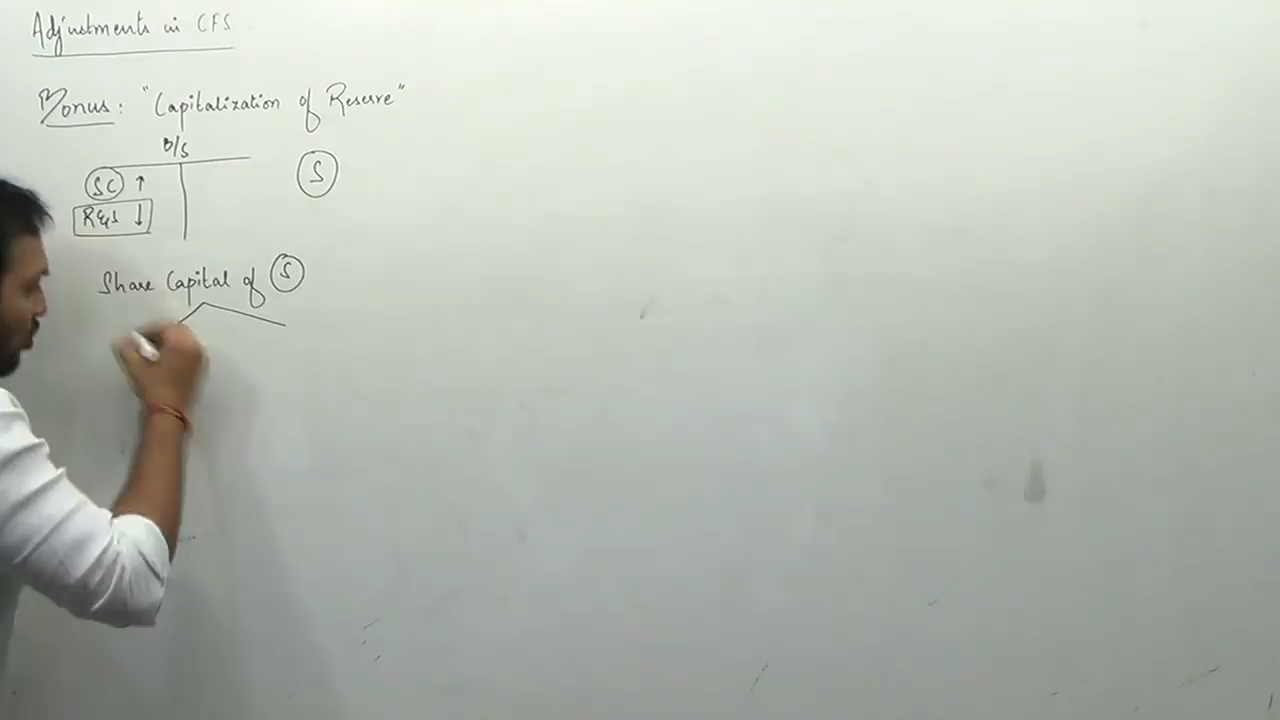 Adjustments in CFS
Bonus: "Capitalization of Reserve"
B/S
SC ↑
S
R&S ↓
Share Capital of S